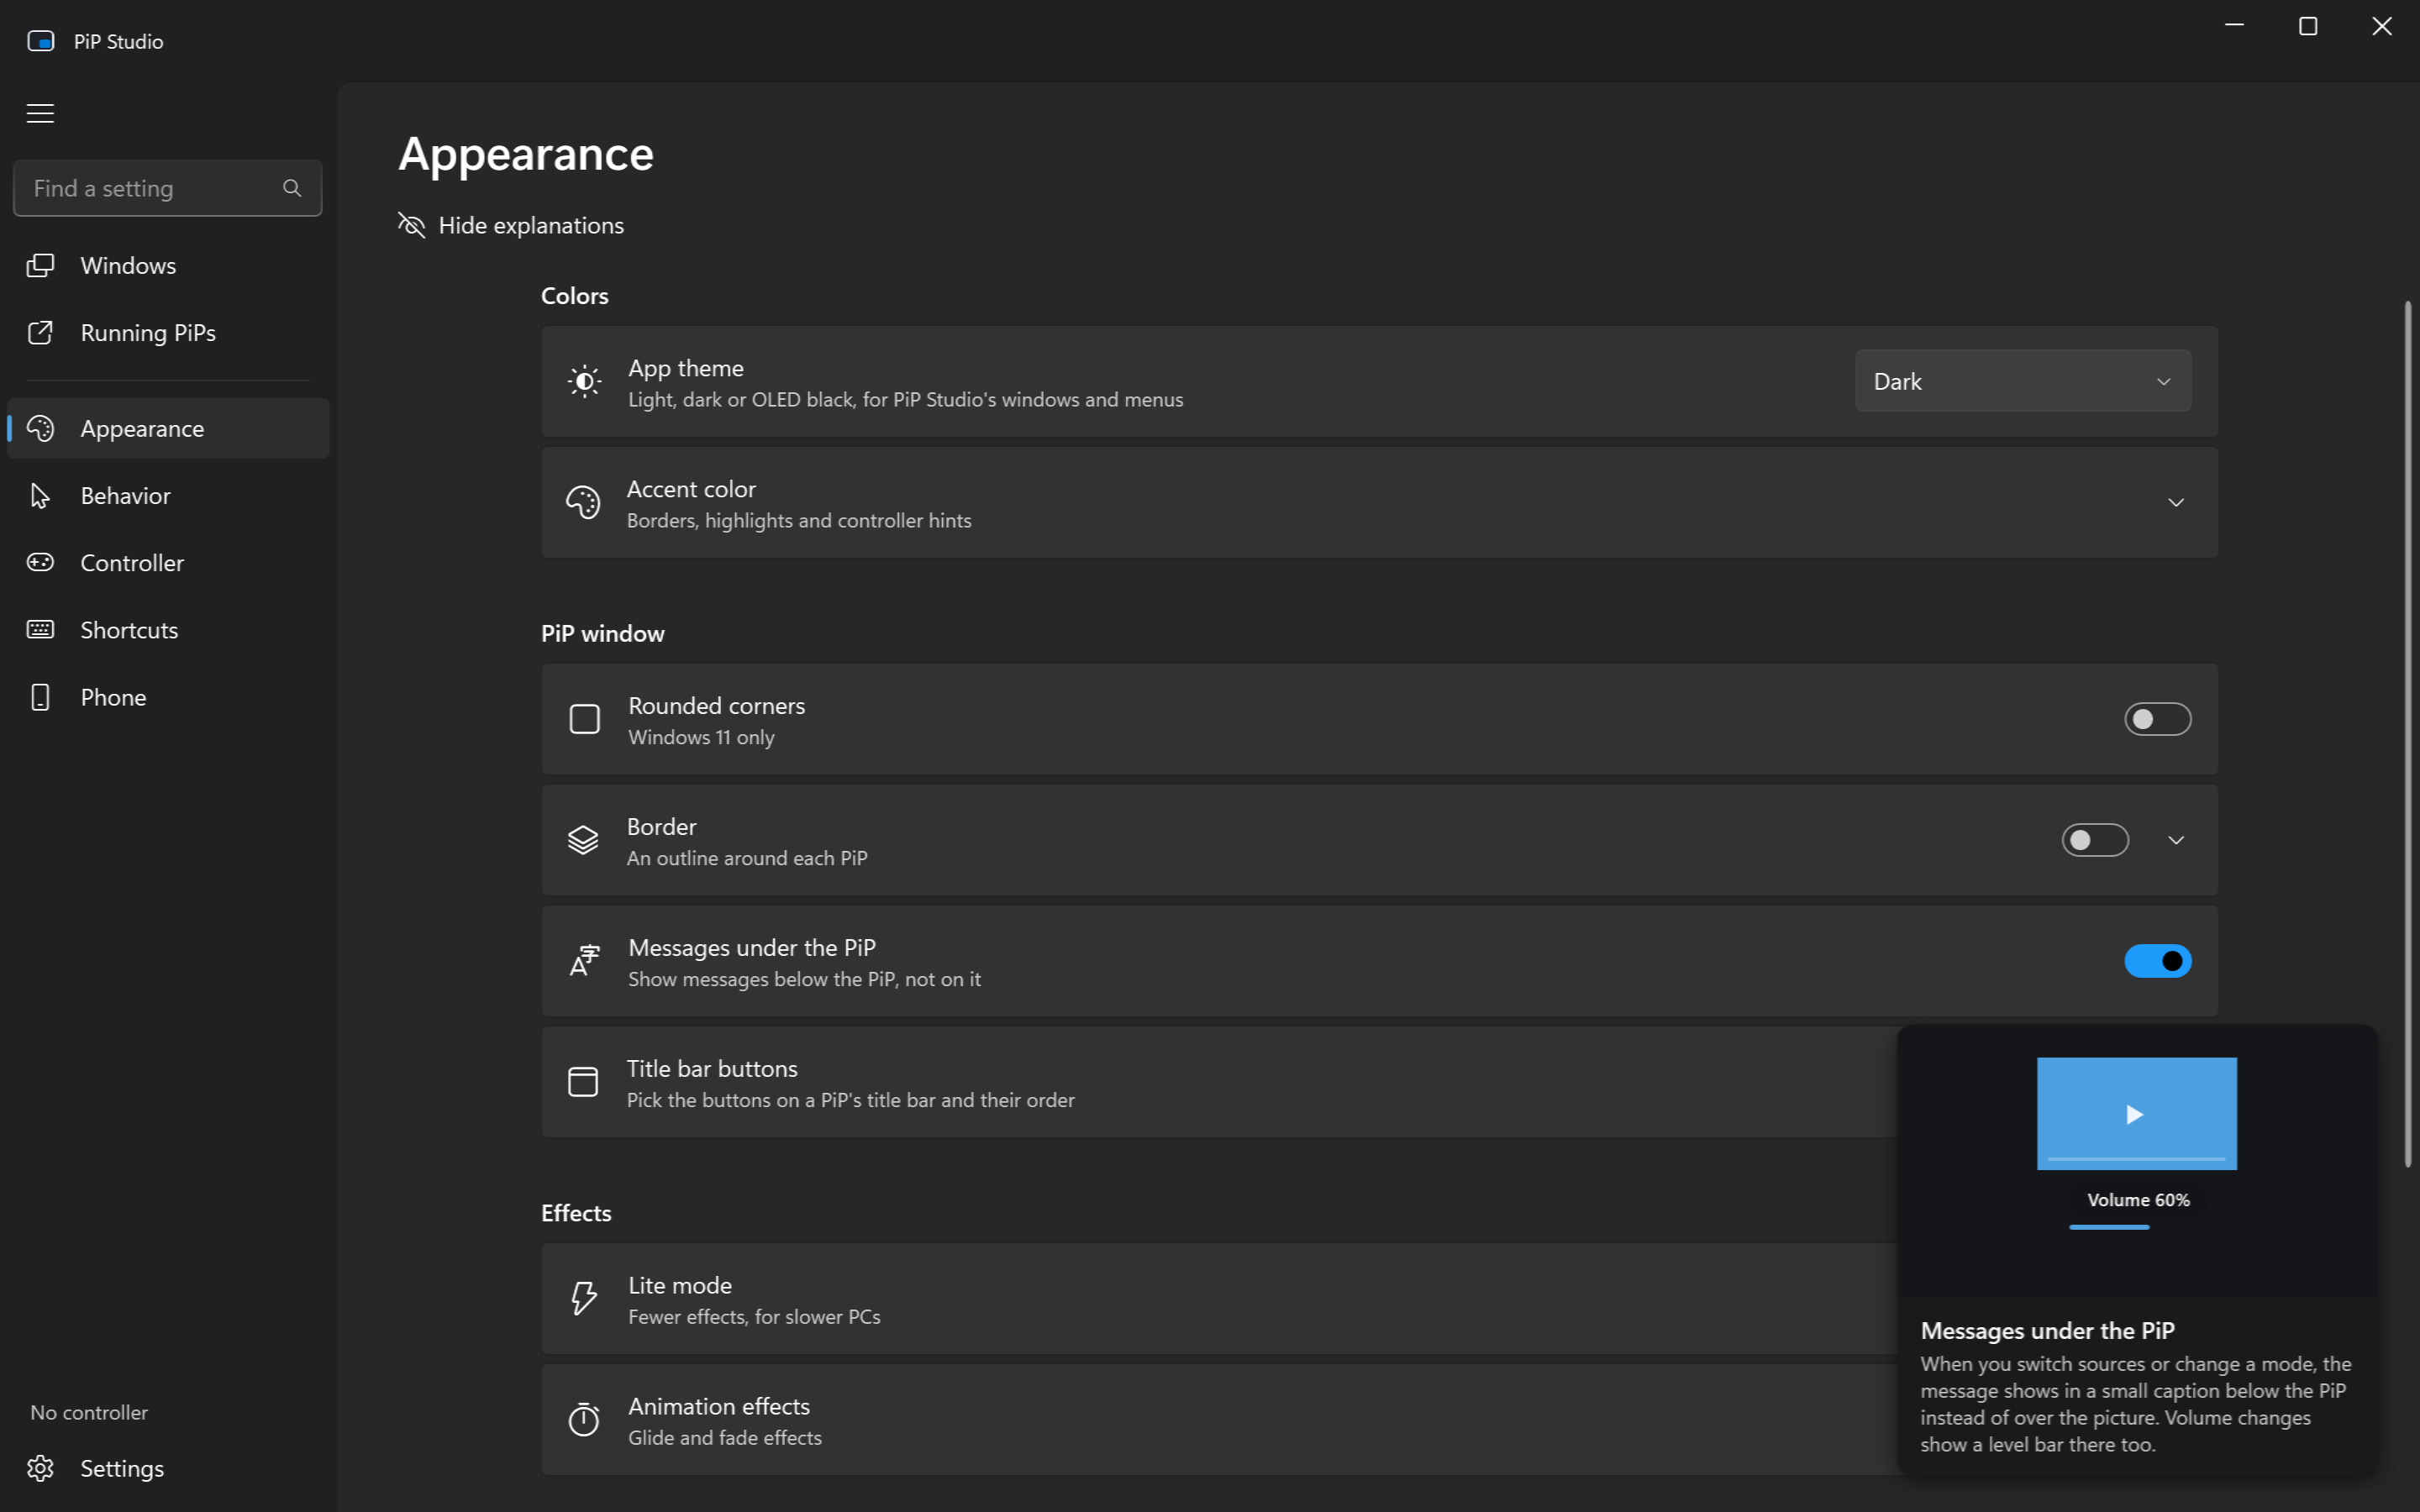 PiP Studio
Find a setting
Windows
Running PiPs
Appearance
Behavior
Controller
Shortcuts
Phone
No controller
Settings
Appearance
Hide explanations
Colors
App theme
Light, dark or OLED black, for PiP Studio's windows and menus
Dark
Accent color
Borders, highlights and controller hints
PiP window
Rounded corners
Windows 11 only
Border
An outline around each PiP
Messages under the PiP
Show messages below the PiP, not on it
Title bar buttons
Pick the buttons on a PiP's title bar and their order
Effects
Lite mode
Fewer effects, for slower PCs
Animation effects
Glide and fade effects
Volume 60%
Messages under the PiP
When you switch sources or change a mode, the
message shows in a small caption below the PiP
instead of over the picture. Volume changes
show a level bar there too.